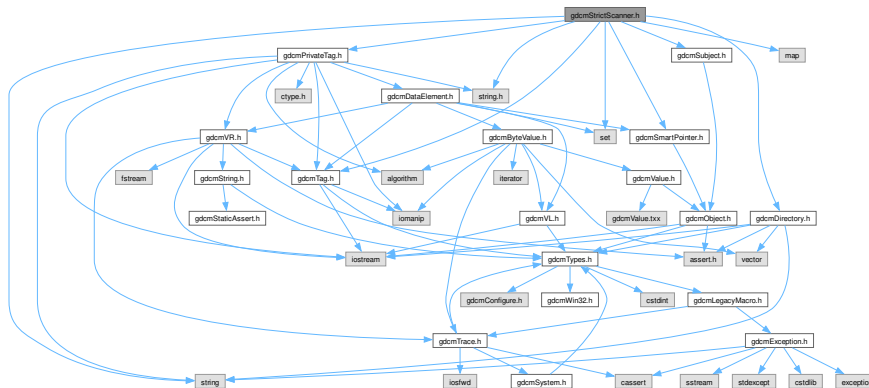 gdcmStrictScanner.h
gdcmPrivateTag.h
gdcmSubject.h
map
ctype.h
gdcmDataElement.h
string.h
gdcmVR.h
gdcmByteValue.h
set
gdcmSmartPointer.h
fstream
gdcmString.h
gdcmTag.h
algorithm
iterator
gdcmValue.h
gdcmStaticAssert.h
iomanip
gdcmVL.h
gdcmValue.txx
gdcmObject.h
gdcmDirectory.h
iostream
gdcmTypes.h
assert.h
vector
gdcmConfigure.h
gdcmWin32.h
cstdint
gdcmLegacyMacro.h
gdcmTrace.h
gdcmException.h
string
iosfwd
gdcmSystem.h
cassert
sstream
stdexcept
cstdlib
exception